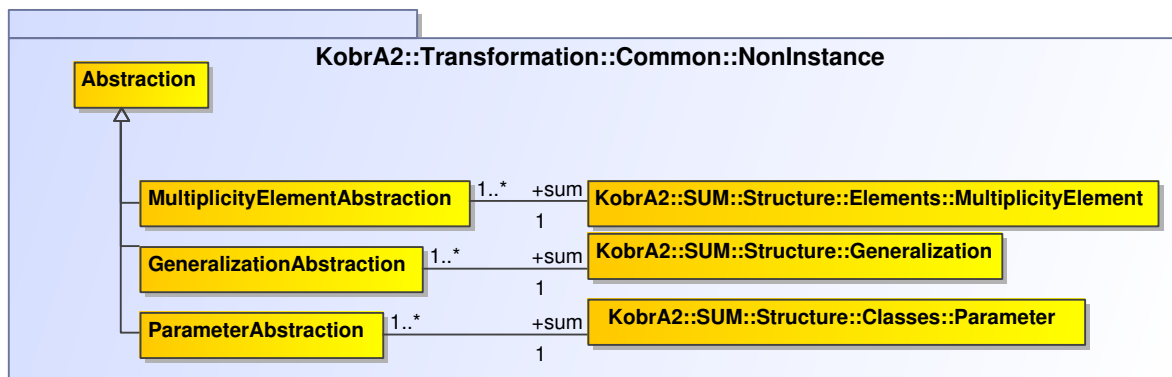 KobrA2::Transformation::Common::NonInstance
Abstraction
MultiplicityElementAbstraction 1..* +sum 1 KobrA2::SUM::Structure::Elements::MultiplicityElement
GeneralizationAbstraction 1..* +sum 1 KobrA2::SUM::Structure::Generalization
ParameterAbstraction 1..* +sum 1 KobrA2::SUM::Structure::Classes::Parameter